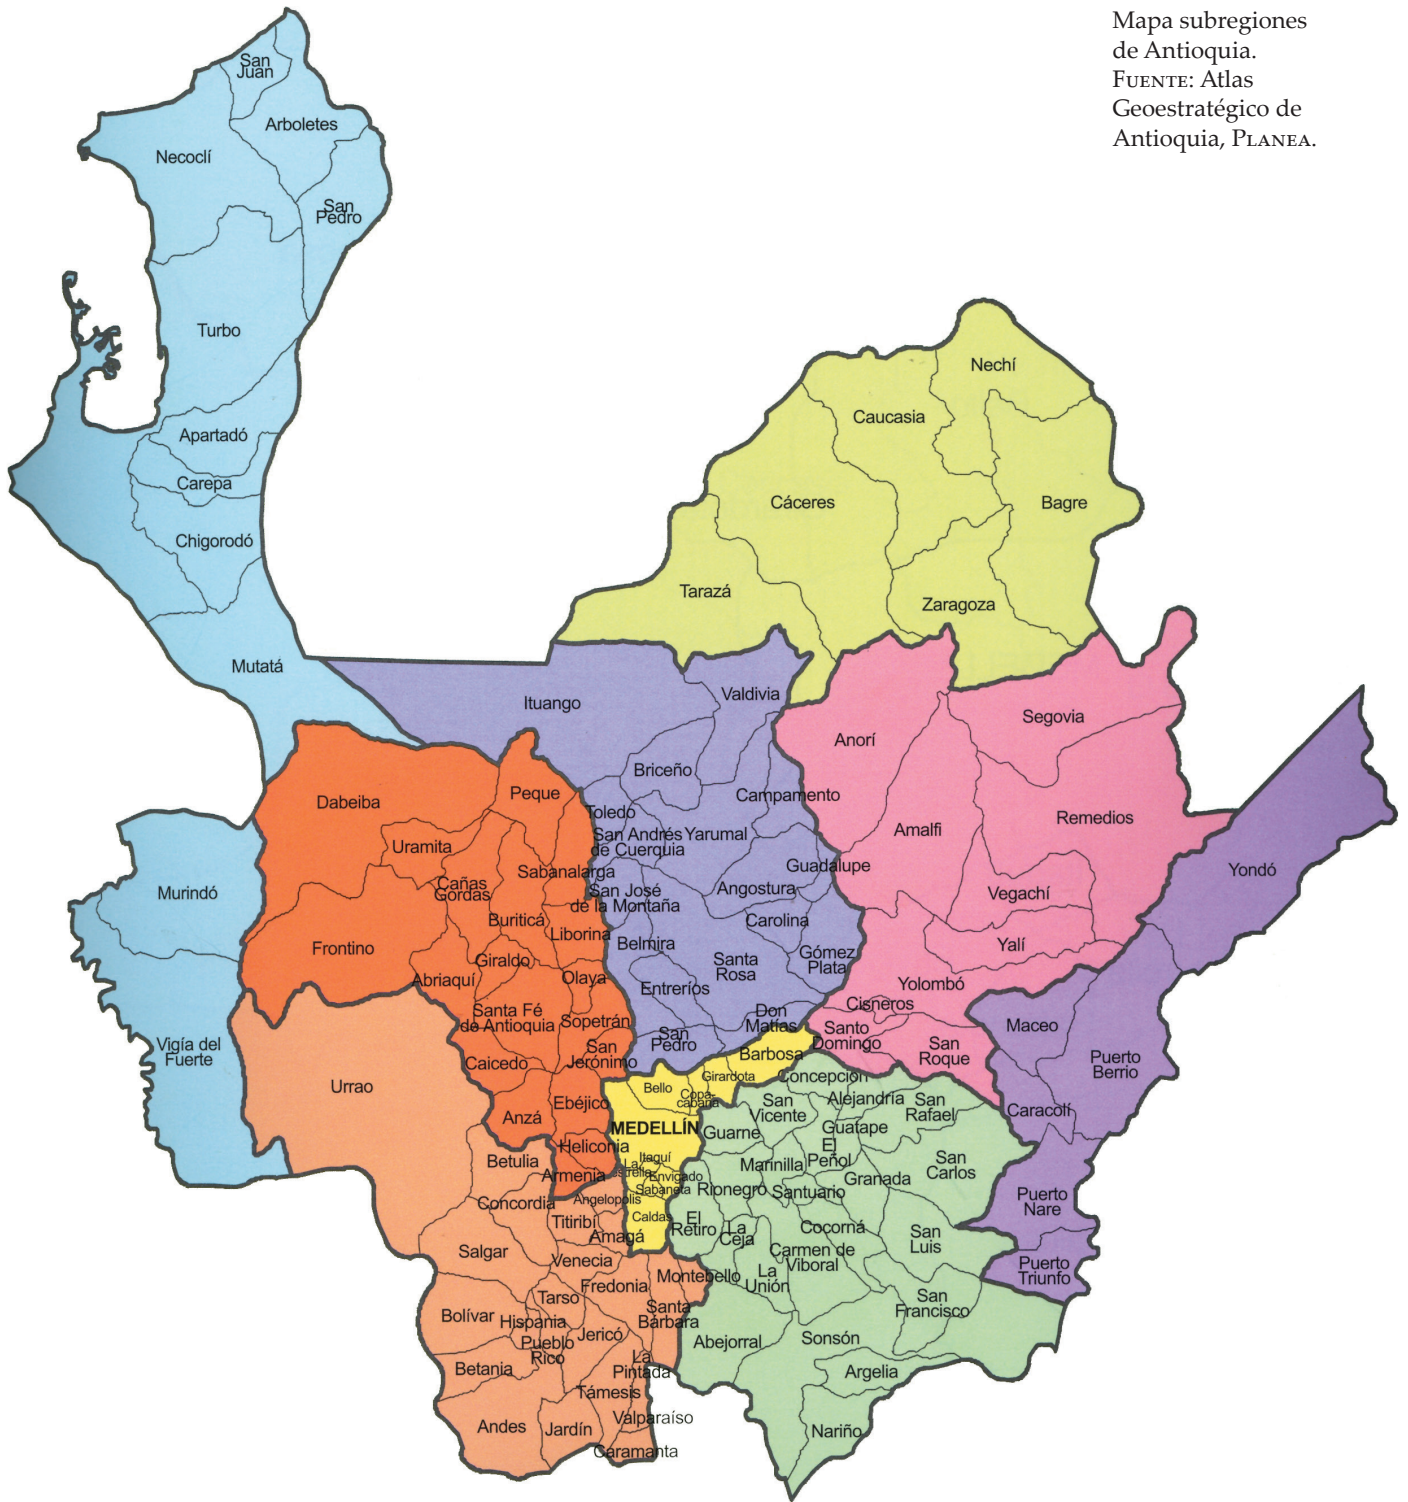 Mapa subregiones
de Antioquia.
FUENTE: Atlas
Geoestratégico de
Antioquia, PLANEA.
San
Juan
Arboletes
Necoclí
San
Pedro
Turbo
Apartadó
Carepa
Chigorodó
Mutatá
Murindó
Vigía del
Fuerte
Nechí
Caucasia
Cáceres
Bagre
Tarazá
Zaragoza
Ituango
Valdivia
Briceño
Campamento
Toledo
San Andrés
de Cuerquia
Yarumal
Guadalupe
San José
de la Montaña
Angostura
Carolina
Belmira
Santa
Rosa
Gómez
Plata
Entreríos
Don
Matías
San
Pedro
Anorí
Segovia
Amalfi
Remedios
Vegachí
Yalí
Yolombó
Cisneros
Santo
Domingo
San
Roque
Yondó
Maceo
Puerto
Berrio
Caracolí
Puerto
Nare
Puerto
Triunfo
Dabeiba
Peque
Uramita
Cañas
Gordas
Sabanalarga
Buriticá
Liborina
Frontino
Giraldo
Abriaquí
Olaya
Santa Fé
de Antioquia
Sopetrán
San
Jerónimo
Caicedo
Anzá
Ebéjico
Heliconia
Armenia
Barbosa
Girardota
Bello
Copa-
cabana
MEDELLÍN
Itaguí
La
estrella
Envigado
Sabaneta
Caldas
Urrao
Betulia
Concordia
Angelopolis
Titiribí
Amagá
Salgar
Venecia
Fredonia
Montebello
Tarso
Santa
Bárbara
Bolívar
Hispania
Pueblo
Rico
Jericó
La
Pintada
Betania
Támesis
Andes
Jardín
Valparaíso
Caramanta
Concepción
Alejandría
San
Rafael
San
Vicente
Guarne
Guatape
El
Peñol
Marinilla
San
Carlos
Granada
Rionegro
Santuario
El
Retiro
La
Ceja
Cocorná
San
Luis
Carmen de
Viboral
La
Unión
San
Francisco
Abejorral
Sonsón
Argelia
Nariño